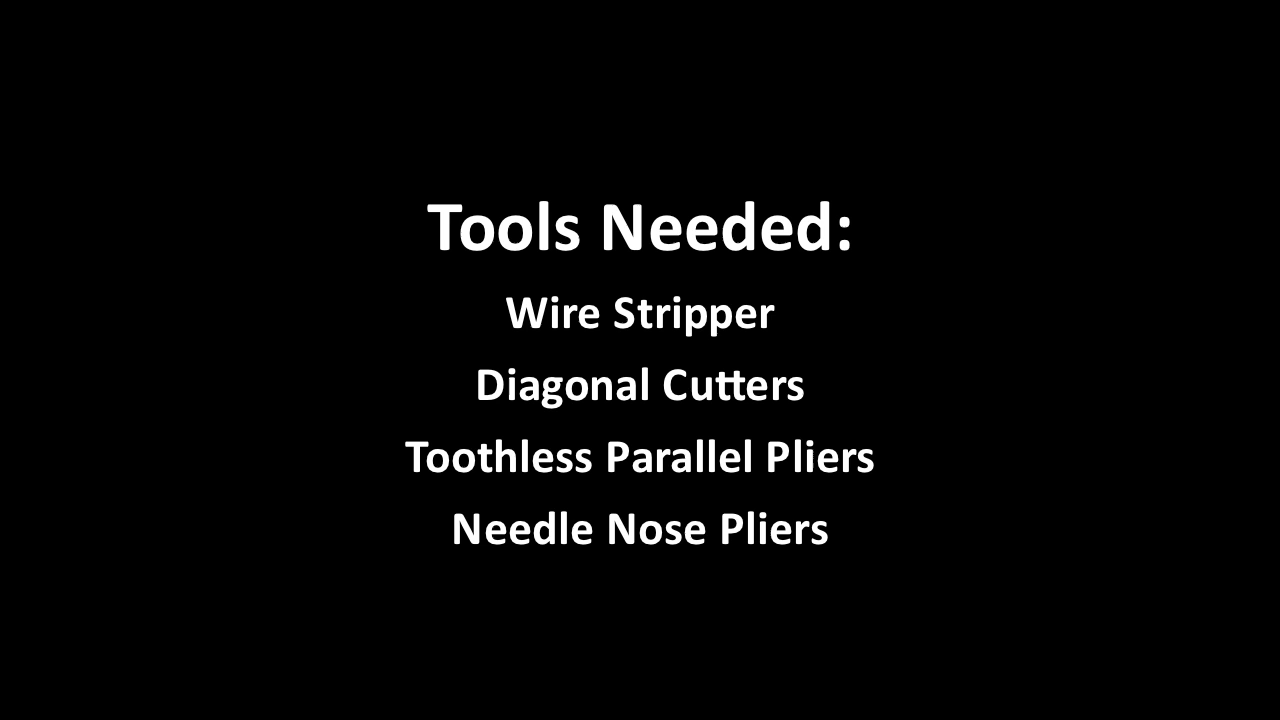 Tools Needed:
Wire Stripper
Diagonal Cutters
Toothless Parallel Pliers
Needle Nose Pliers